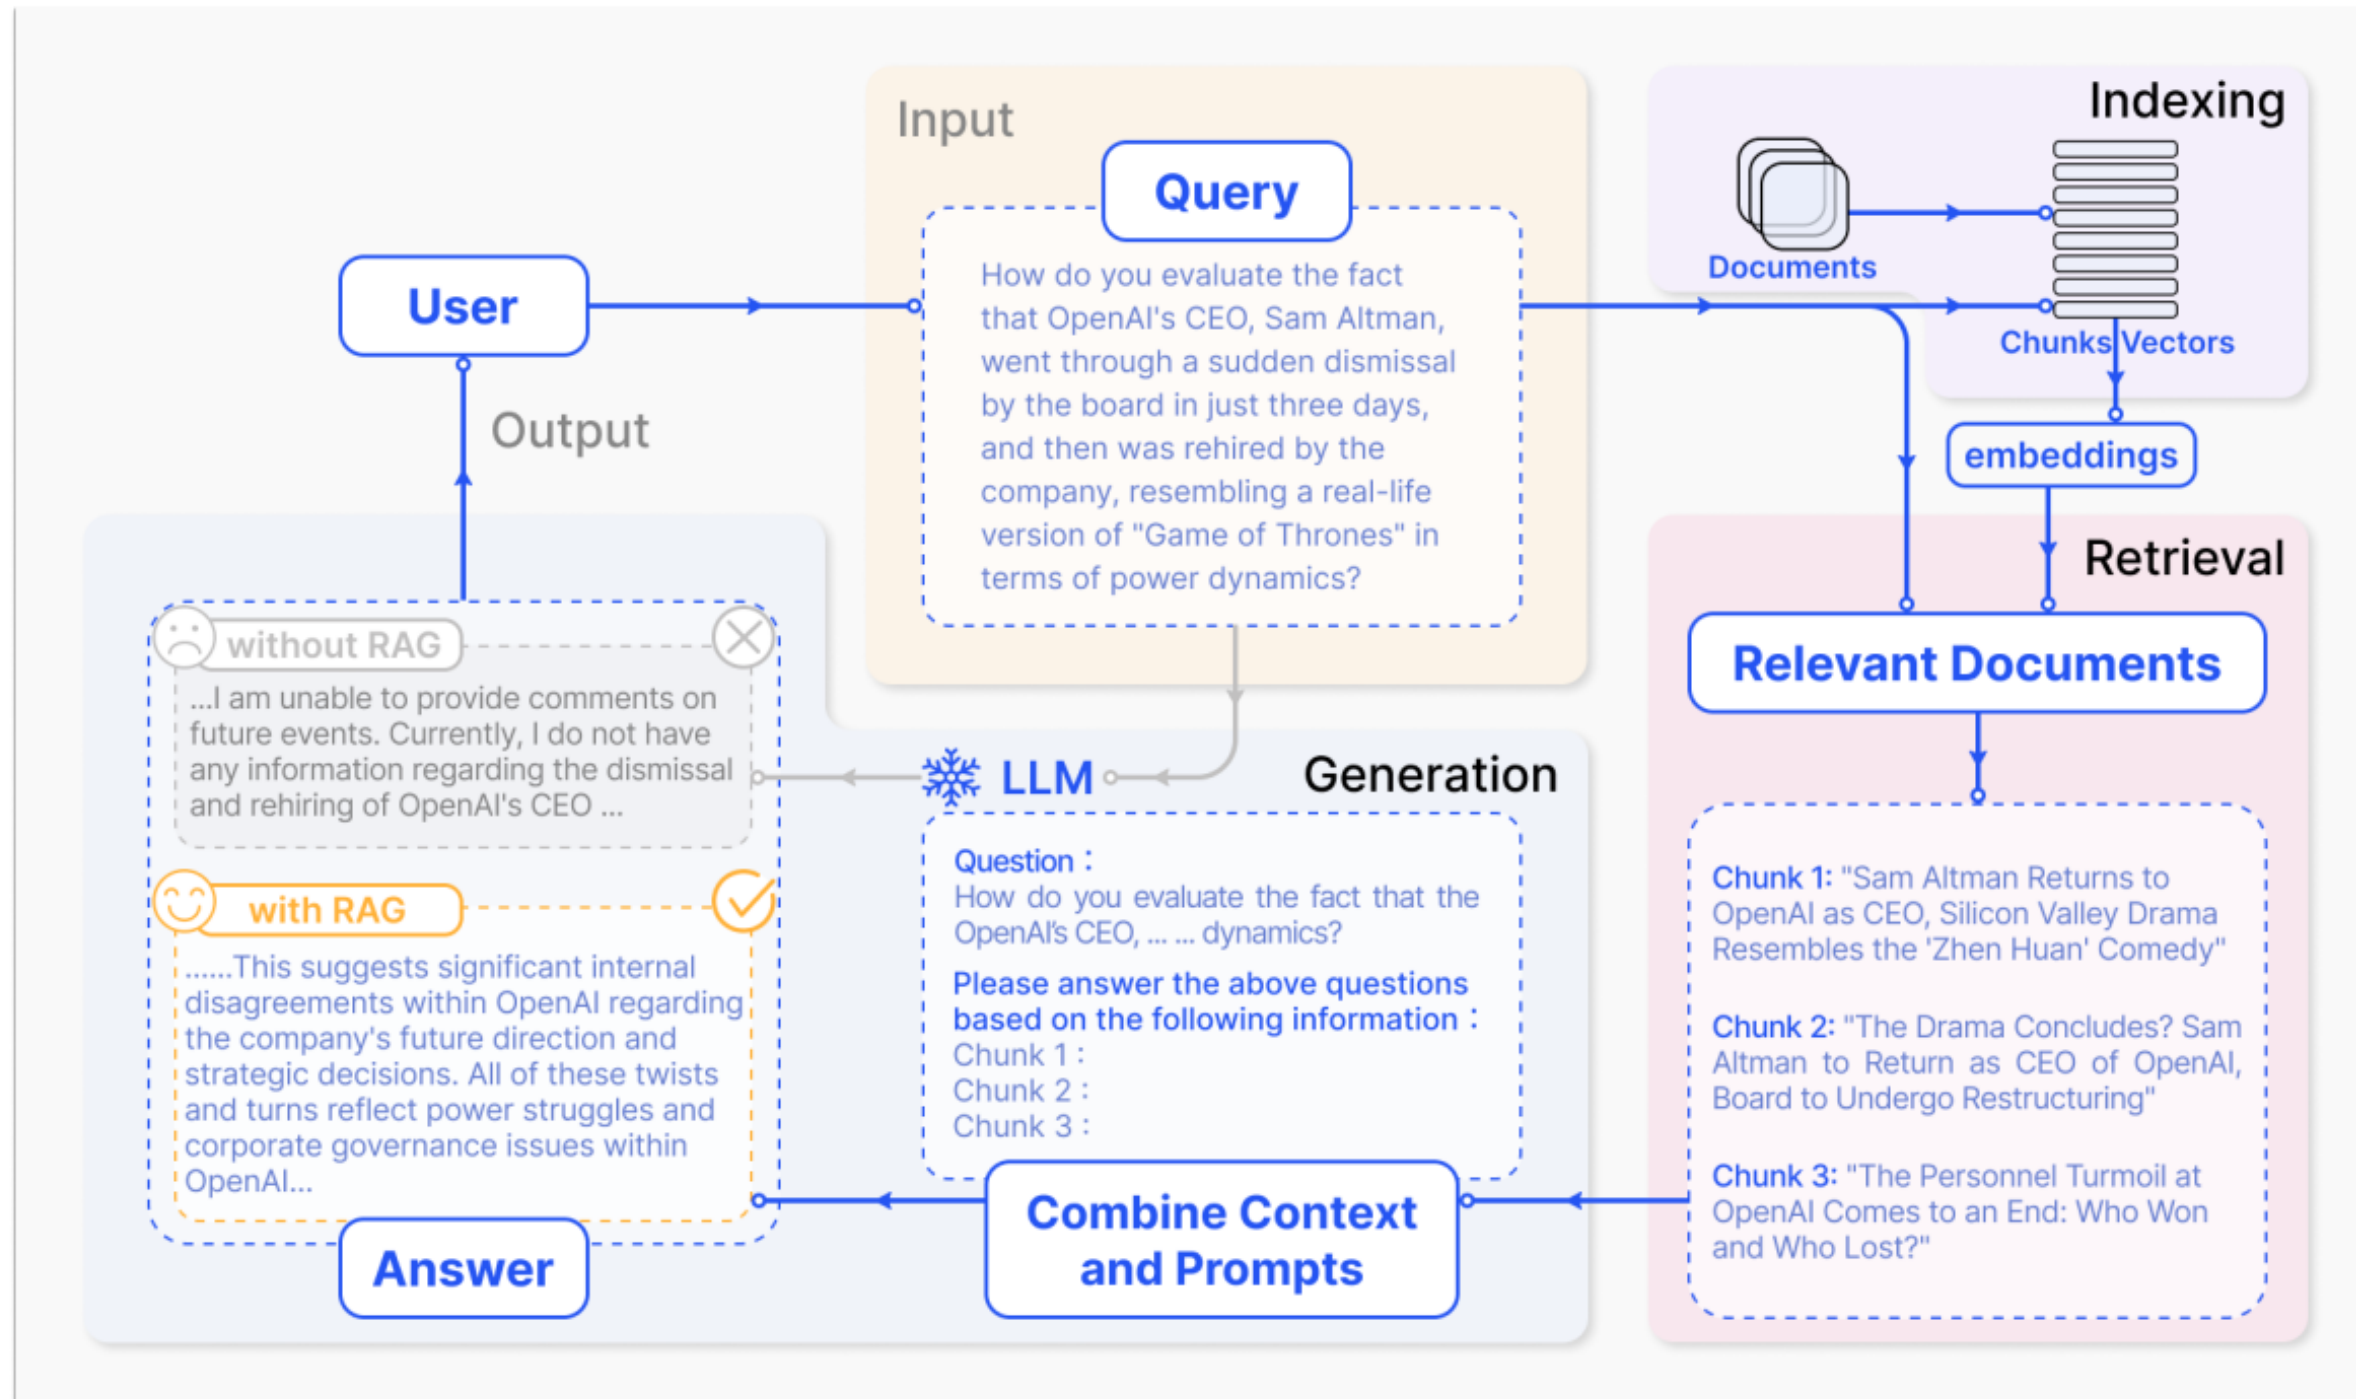 Input
Query
How do you evaluate the fact
that OpenAI's CEO, Sam Altman,
went through a sudden dismissal
by the board in just three days,
and then was rehired by the
company, resembling a real-life
version of "Game of Thrones" in
terms of power dynamics?
Indexing
Documents
Chunks Vectors
embeddings
User
Output
Retrieval
Relevant Documents
Chunk 1: "Sam Altman Returns to
OpenAI as CEO, Silicon Valley Drama
Resembles the 'Zhen Huan' Comedy"
Chunk 2: "The Drama Concludes? Sam
Altman to Return as CEO of OpenAI,
Board to Undergo Restructuring"
Chunk 3: "The Personnel Turmoil at
OpenAI Comes to an End: Who Won
and Who Lost?"
Generation
LLM
Question :
How do you evaluate the fact that the
OpenAI's CEO, ... ... dynamics?
Please answer the above questions
based on the following information :
Chunk 1 :
Chunk 2 :
Chunk 3 :
Combine Context
and Prompts
without RAG
...I am unable to provide comments on
future events. Currently, I do not have
any information regarding the dismissal
and rehiring of OpenAI's CEO ...
with RAG
......This suggests significant internal
disagreements within OpenAI regarding
the company's future direction and
strategic decisions. All of these twists
and turns reflect power struggles and
corporate governance issues within
OpenAI...
Answer